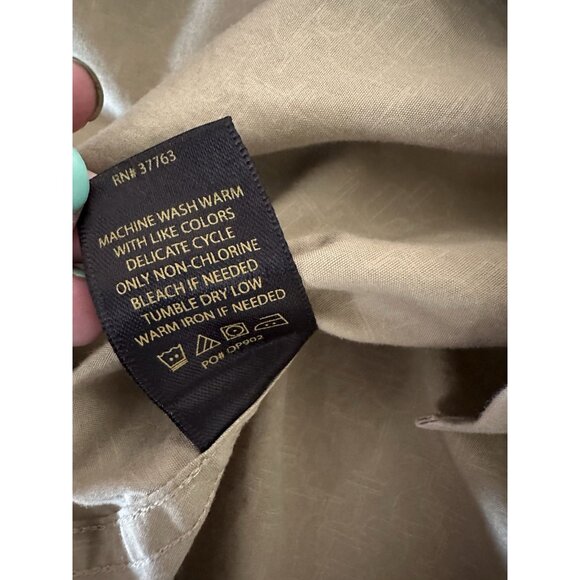 RN# 37763
MACHINE WASH WARM
WITH LIKE COLORS
DELICATE CYCLE
ONLY NON-CHLORINE
BLEACH IF NEEDED
TUMBLE DRY LOW
WARM IRON IF NEEDED
PO# DP902